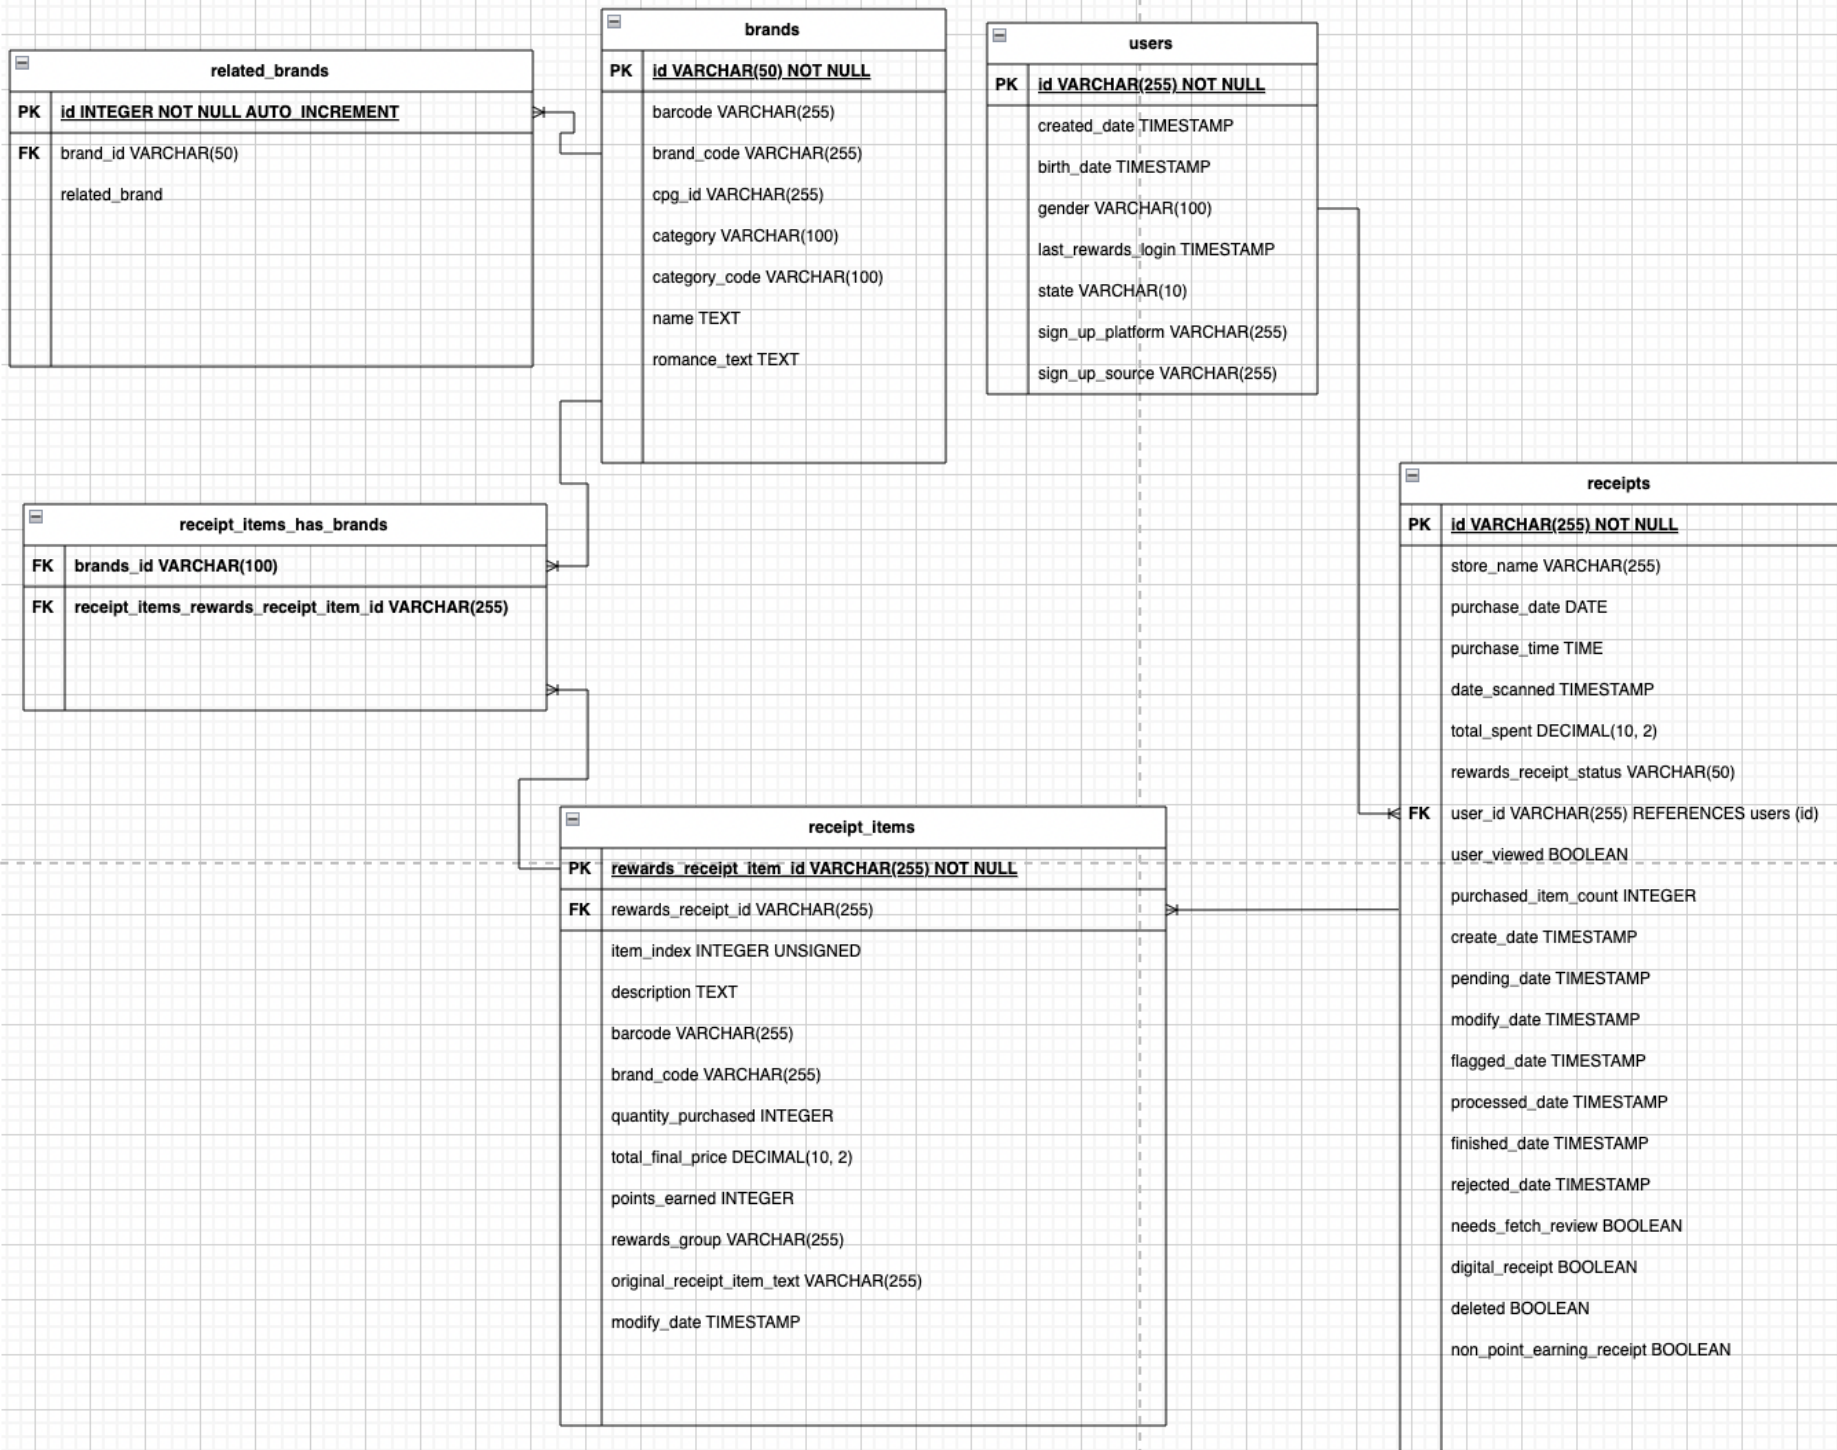 related_brands
PK id INTEGER NOT NULL AUTO_INCREMENT
FK brand_id VARCHAR(50)
related_brand
brands
PK id VARCHAR(50) NOT NULL
barcode VARCHAR(255)
brand_code VARCHAR(255)
cpg_id VARCHAR(255)
category VARCHAR(100)
category_code VARCHAR(100)
name TEXT
romance_text TEXT
users
PK id VARCHAR(255) NOT NULL
created_date TIMESTAMP
birth_date TIMESTAMP
gender VARCHAR(100)
last_rewards_login TIMESTAMP
state VARCHAR(10)
sign_up_platform VARCHAR(255)
sign_up_source VARCHAR(255)
receipt_items_has_brands
FK brands_id VARCHAR(100)
FK receipt_items_rewards_receipt_item_id VARCHAR(255)
receipt_items
PK rewards_receipt_item_id VARCHAR(255) NOT NULL
FK rewards_receipt_id VARCHAR(255)
item_index INTEGER UNSIGNED
description TEXT
barcode VARCHAR(255)
brand_code VARCHAR(255)
quantity_purchased INTEGER
total_final_price DECIMAL(10, 2)
points_earned INTEGER
rewards_group VARCHAR(255)
original_receipt_item_text VARCHAR(255)
modify_date TIMESTAMP
receipts
PK id VARCHAR(255) NOT NULL
store_name VARCHAR(255)
purchase_date DATE
purchase_time TIME
date_scanned TIMESTAMP
total_spent DECIMAL(10, 2)
rewards_receipt_status VARCHAR(50)
FK user_id VARCHAR(255) REFERENCES users (id)
user_viewed BOOLEAN
purchased_item_count INTEGER
create_date TIMESTAMP
pending_date TIMESTAMP
modify_date TIMESTAMP
flagged_date TIMESTAMP
processed_date TIMESTAMP
finished_date TIMESTAMP
rejected_date TIMESTAMP
needs_fetch_review BOOLEAN
digital_receipt BOOLEAN
deleted BOOLEAN
non_point_earning_receipt BOOLEAN